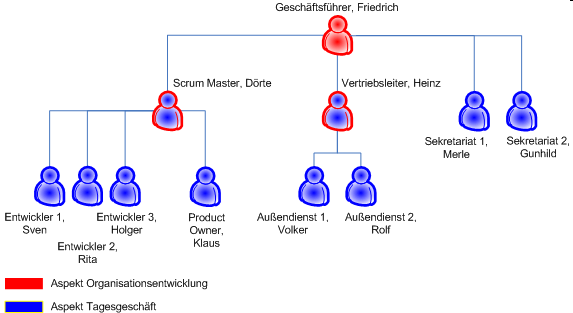 Geschäftsführer, Friedrich
Scrum Master, Dörte
Vertriebsleiter, Heinz
Sekretariat 1,
Merle
Sekretariat 2,
Gunhild
Entwickler 1,
Sven
Entwickler 2,
Rita
Entwickler 3,
Holger
Product
Owner,
Klaus
Außendienst 1,
Volker
Außendienst 2,
Rolf
Aspekt Organisationsentwicklung
Aspekt Tagesgeschäft